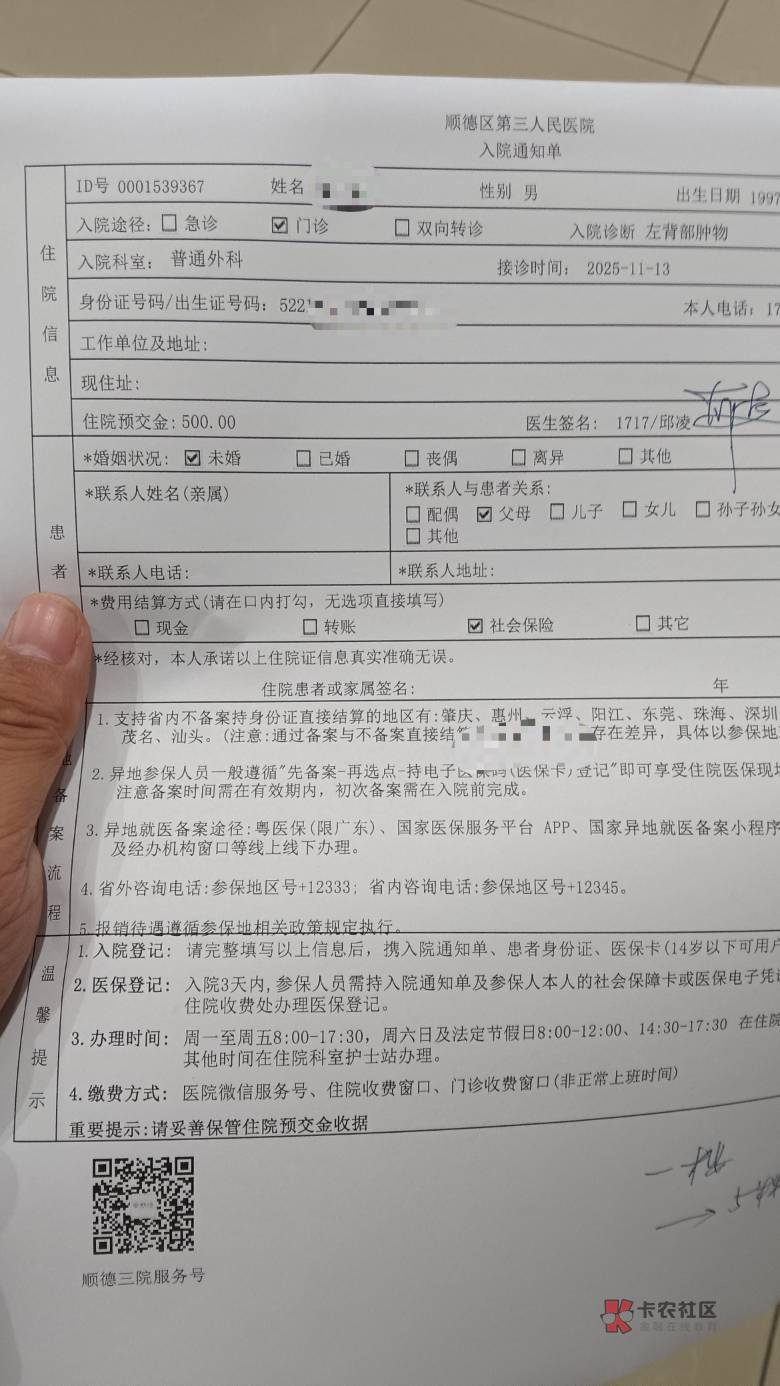 顺德区第三人民医院
入院通知单
住院信息
ID号 0001539367 姓名 性别 男 出生日期 1997
入院途径: 急诊 ☑ 门诊 双向转诊 入院诊断 左背部肿物
入院科室: 普通外科 接诊时间: 2025-11-13
身份证号码/出生证号码: 522 本人电话: 17
工作单位及地址:
现住址:
住院预交金:500.00 医生签名: 1717/邱凌
患者
*婚姻状况: ☑ 未婚 已婚 丧偶 离异 其他
*联系人姓名(亲属) *联系人与患者关系:
配偶 ☑ 父母 儿子 女儿 孙子孙女
其他
*联系人电话: *联系人地址:
*费用结算方式(请在口内打勾, 无选项直接填写)
现金 转账 ☑ 社会保险 其它
*经核对, 本人承诺以上住院证信息真实准确无误。
住院患者或家属签名: 年
备案流程
1.支持省内不备案持身份证直接结算的地区有:肇庆、惠州、云浮、阳江、东莞、珠海、深圳
茂名、汕头。(注意:通过备案与不备案直接结 存在差异, 具体以参保地
2.异地参保人员一般遵循"先备案-再选点-持电子医保码(医保卡)登记"即可享受住院医保现
注意备案时间需在有效期内, 初次备案需在入院前完成。
3.异地就医备案途径:粤医保(限广东)、国家医保服务平台 APP、国家异地就医备案小程序
及经办机构窗口等线上线下办理。
4.省外咨询电话:参保地区号+12333; 省内咨询电话:参保地区号+12345。
5.报销待遇遵循参保地相关政策规定执行。
温馨提示
1.入院登记: 请完整填写以上信息后, 携入院通知单、患者身份证、医保卡(14岁以下可用户
2.医保登记: 入院3天内, 参保人员需持入院通知单及参保人本人的社会保障卡或医保电子凭
住院收费处办理医保登记。
3.办理时间: 周一至周五8:00-17:30, 周六日及法定节假日8:00-12:00、14:30-17:30 在住院
其他时间在住院科室护士站办理。
4.缴费方式: 医院微信服务号、住院收费窗口、门诊收费窗口(非正常上班时间)
重要提示:请妥善保管住院预交金收据
顺德三院服务号
卡农社区
金融在线教育